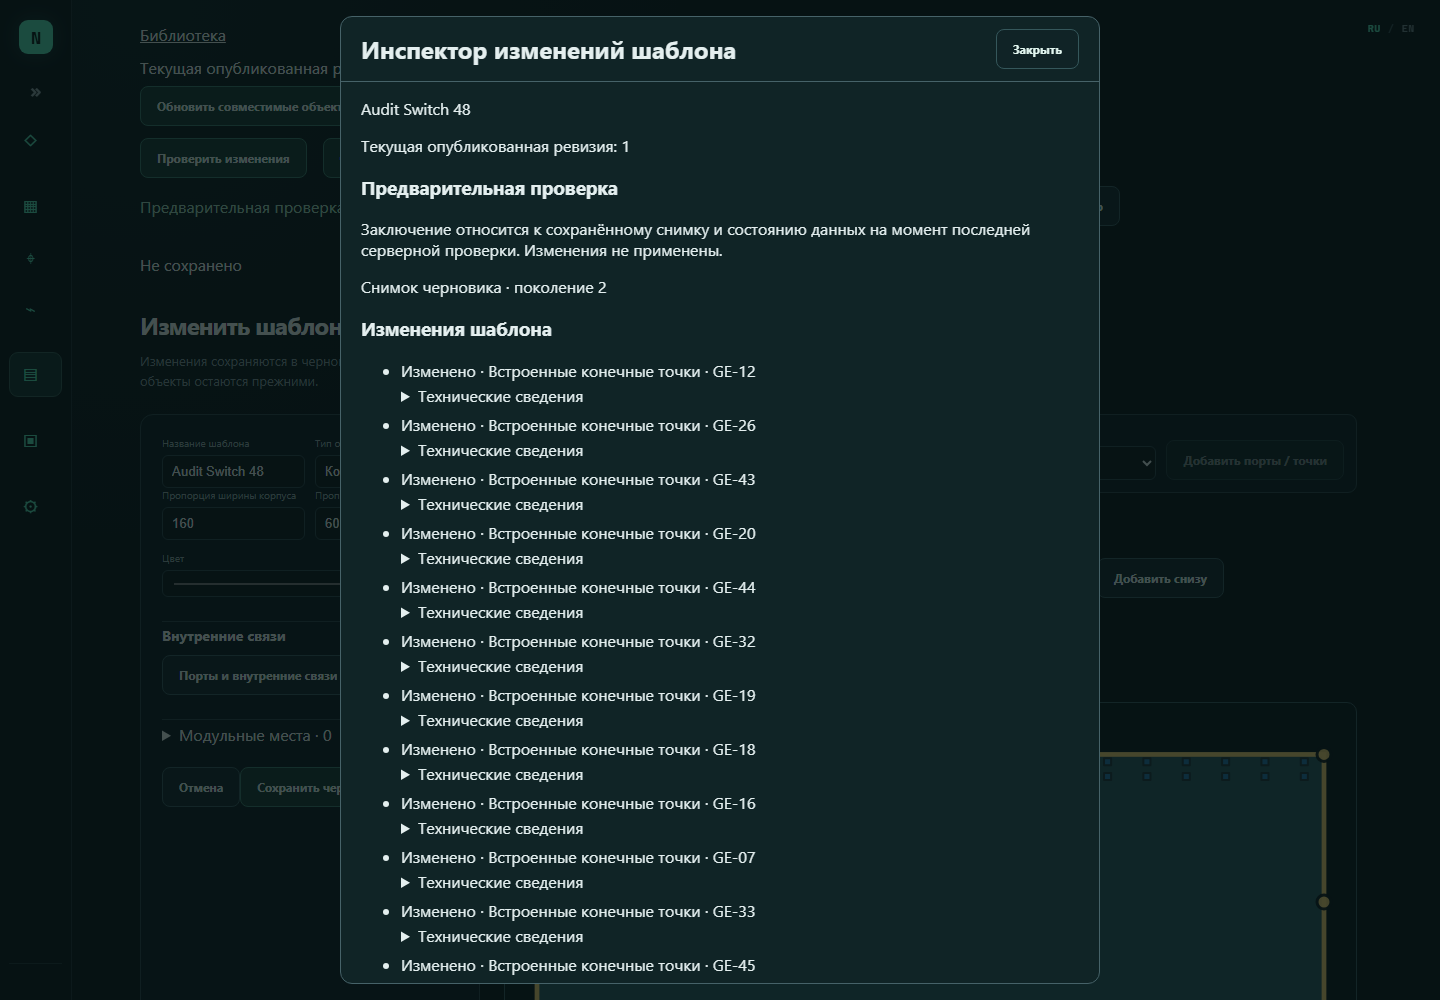 N
RU / EN
Библиотека
Текущая опубликованная р
Обновить совместимые объект
Проверить изменения
Предварительная проверка
Не сохранено
Изменить шаблон
Изменения сохраняются в черно
объекты остаются прежними.
Название шаблона
Тип о
Audit Switch 48
Ко
Пропорция ширины корпуса
Проп
160
60
Цвет
Внутренние связи
Порты и внутренние связи
Модульные места · 0
Отмена
Сохранить чер
Добавить порты / точки
Добавить снизу
Инспектор изменений шаблона
Закрыть
Audit Switch 48
Текущая опубликованная ревизия: 1
Предварительная проверка
Заключение относится к сохранённому снимку и состоянию данных на момент последней
серверной проверки. Изменения не применены.
Снимок черновика · поколение 2
Изменения шаблона
Изменено · Встроенные конечные точки · GE-12
Технические сведения
Изменено · Встроенные конечные точки · GE-26
Технические сведения
Изменено · Встроенные конечные точки · GE-43
Технические сведения
Изменено · Встроенные конечные точки · GE-20
Технические сведения
Изменено · Встроенные конечные точки · GE-44
Технические сведения
Изменено · Встроенные конечные точки · GE-32
Технические сведения
Изменено · Встроенные конечные точки · GE-19
Технические сведения
Изменено · Встроенные конечные точки · GE-18
Технические сведения
Изменено · Встроенные конечные точки · GE-16
Технические сведения
Изменено · Встроенные конечные точки · GE-07
Технические сведения
Изменено · Встроенные конечные точки · GE-33
Технические сведения
Изменено · Встроенные конечные точки · GE-45